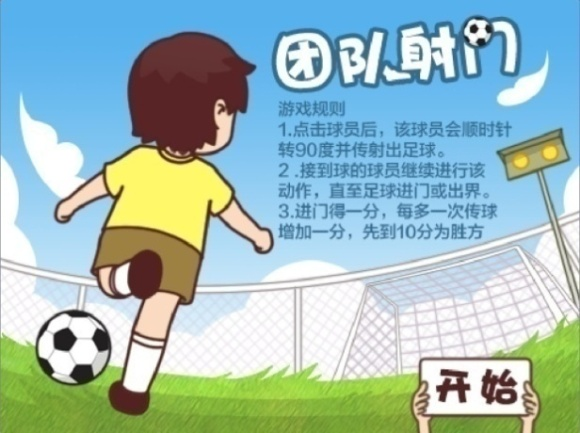 团队射门
游戏规则
1.点击球员后，该球员会顺时针
转90度并传射出足球。
2 .接到球的球员继续进行该
动作，直至足球进门或出界。
3.进门得一分，每多一次传球
增加一分，先到10分为胜方
开始